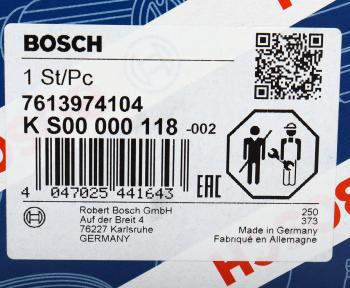 BOSCH
1 St/Pc
7613974104
K S00 000 118 -002
4 047025 441643
EAC
Robert Bosch GmbH
Auf der Breit 4
76227 Karlsruhe
GERMANY
250
373
Made in Germany
Fabriqué en Allemagne